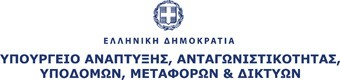 ΕΛΛΗΝΙΚΗ ΔΗΜΟΚΡΑΤΙΑ
ΥΠΟΥΡΓΕΙΟ ΑΝΑΠΤΥΞΗΣ, ΑΝΤΑΓΩΝΙΣΤΙΚΟΤΗΤΑΣ,
ΥΠΟΔΟΜΩΝ, ΜΕΤΑΦΟΡΩΝ & ΔΙΚΤΥΩΝ